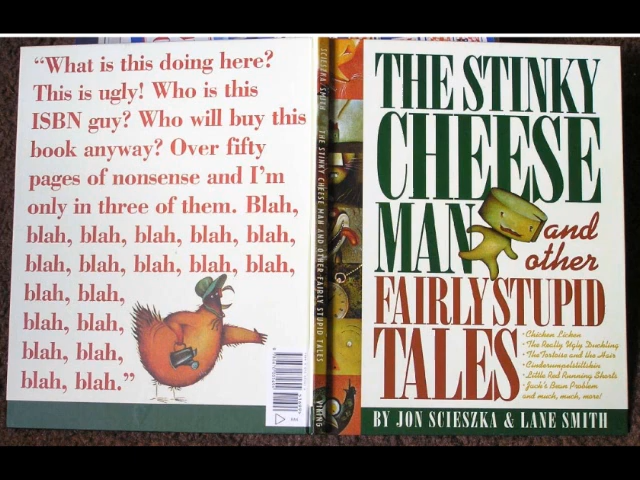 “What is this doing here?
This is ugly! Who is this
ISBN guy? Who will buy this
book anyway? Over fifty
pages of nonsense and I’m
only in three of them. Blah,
blah, blah, blah, blah, blah,
blah, blah, blah, blah, blah,
blah, blah,
blah, blah,
blah, blah,
blah, blah.”
SCIESZKA SMITH THE STINKY CHEESE MAN AND OTHER FAIRLY STUPID TALES VIKING
THE STINKY
CHEESE
MAN and
other
FAIRLY STUPID
TALES
· Chicken Licken
· The Really Ugly Duckling
· The Tortoise and the Hair
· Cinderumpelstiltskin
· Little Red Running Shorts
· Jack's Bean Problem
and much, much, more!
BY JON SCIESZKA & LANE SMITH